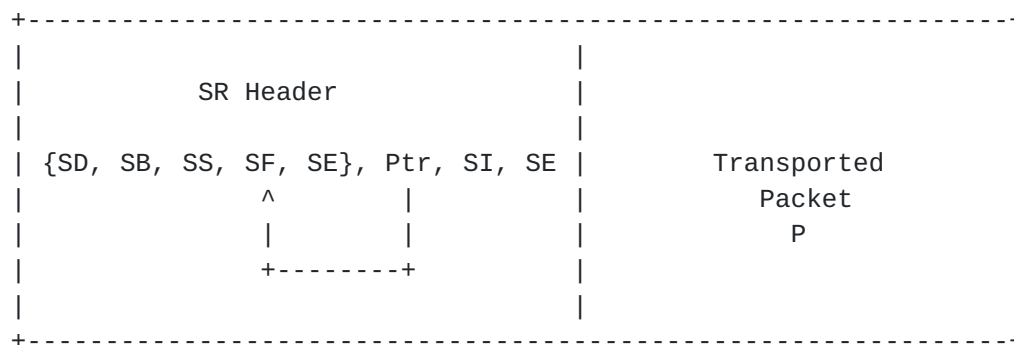 SR Header
{SD, SB, SS, SF, SE}, Ptr, SI, SE
Transported
Packet
P